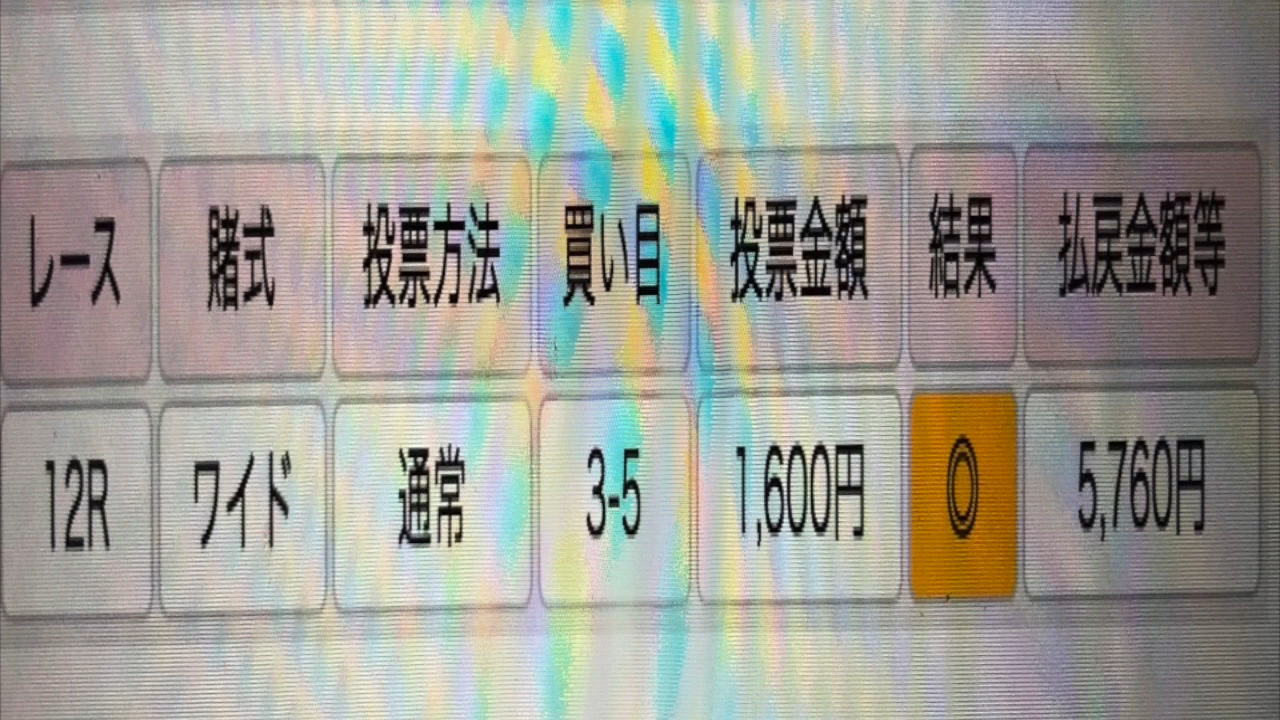 レース 賭式 投票方法 買い目 投票金額 結果 払戻金額等
12R ワイド 通常 3-5 1,600円 ◎ 5,760円